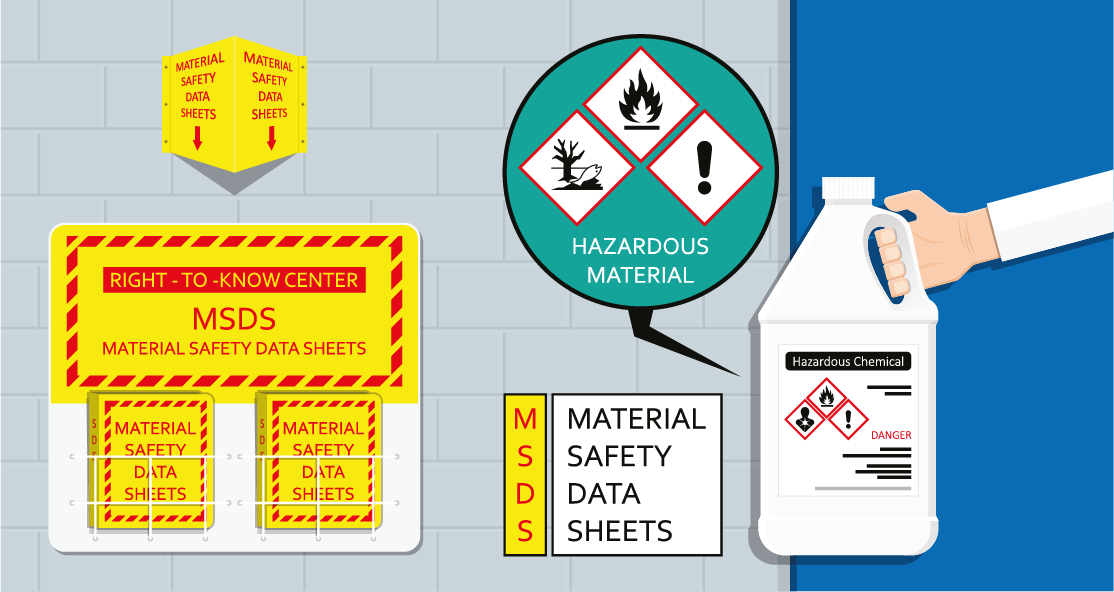 MATERIAL
SAFETY
DATA
SHEETS
MATERIAL
SAFETY
DATA
SHEETS
RIGHT - TO -KNOW CENTER
MSDS
MATERIAL SAFETY DATA SHEETS
S
D
S
MATERIAL
SAFETY
DATA
SHEETS
S
D
S
MATERIAL
SAFETY
DATA
SHEETS
HAZARDOUS
MATERIAL
M MATERIAL
S SAFETY
D DATA
S SHEETS
Hazardous Chemical
DANGER